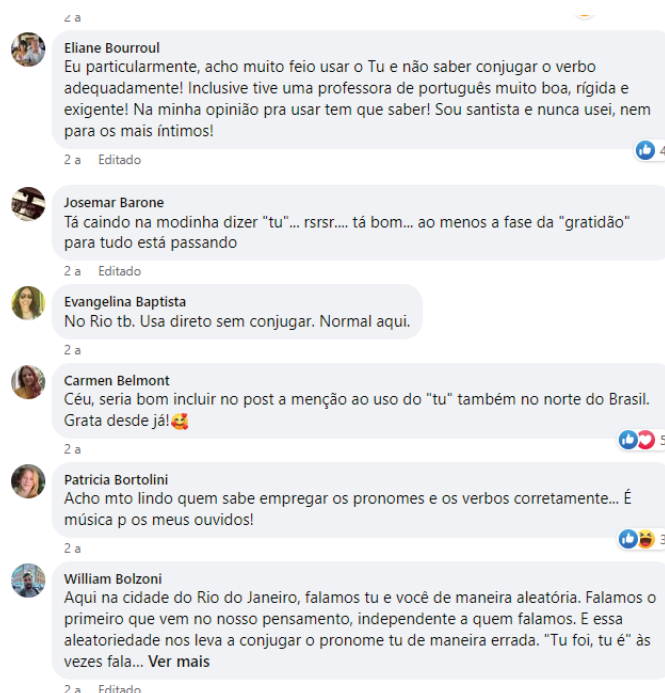 2 a
Eliane Bourroul
Eu particularmente, acho muito feio usar o Tu e não saber conjugar o verbo
adequadamente! Inclusive tive uma professora de português muito boa, rígida e
exigente! Na minha opinião pra usar tem que saber! Sou santista e nunca usei, nem
para os mais íntimos!
2 a Editado
4
Josemar Barone
Tá caindo na modinha dizer "tu"... rsrsr.... tá bom... ao menos a fase da "gratidão"
para tudo está passando
2 a Editado
Evangelina Baptista
No Rio tb. Usa direto sem conjugar. Normal aqui.
2 a
Carmen Belmont
Céu, seria bom incluir no post a menção ao uso do "tu" também no norte do Brasil.
Grata desde já!🥰
5
2 a
Patricia Bortolini
Acho mto lindo quem sabe empregar os pronomes e os verbos corretamente... É
música p os meus ouvidos!
3
2 a
William Bolzoni
Aqui na cidade do Rio do Janeiro, falamos tu e você de maneira aleatória. Falamos o
primeiro que vem no nosso pensamento, independente a quem falamos. E essa
aleatoriedade nos leva a conjugar o pronome tu de maneira errada. "Tu foi, tu é" às
vezes fala... Ver mais
2 a Editado